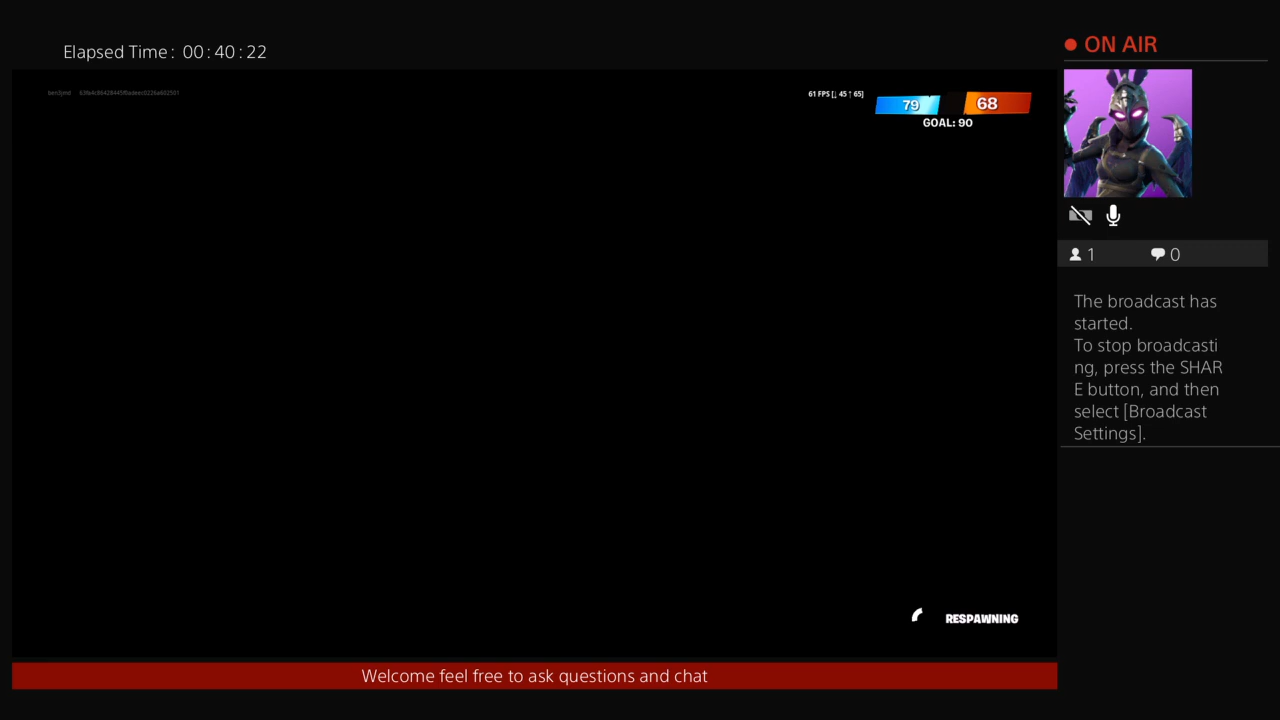 Elapsed Time: 00:40:22
ON AIR
61 FPS [↓ 45 ↑ 65]
79
68
GOAL: 90
1
0
The broadcast has
started.
To stop broadcasti
ng, press the SHAR
E button, and then
select [Broadcast
Settings].
RESPAWNING
Welcome feel free to ask questions and chat